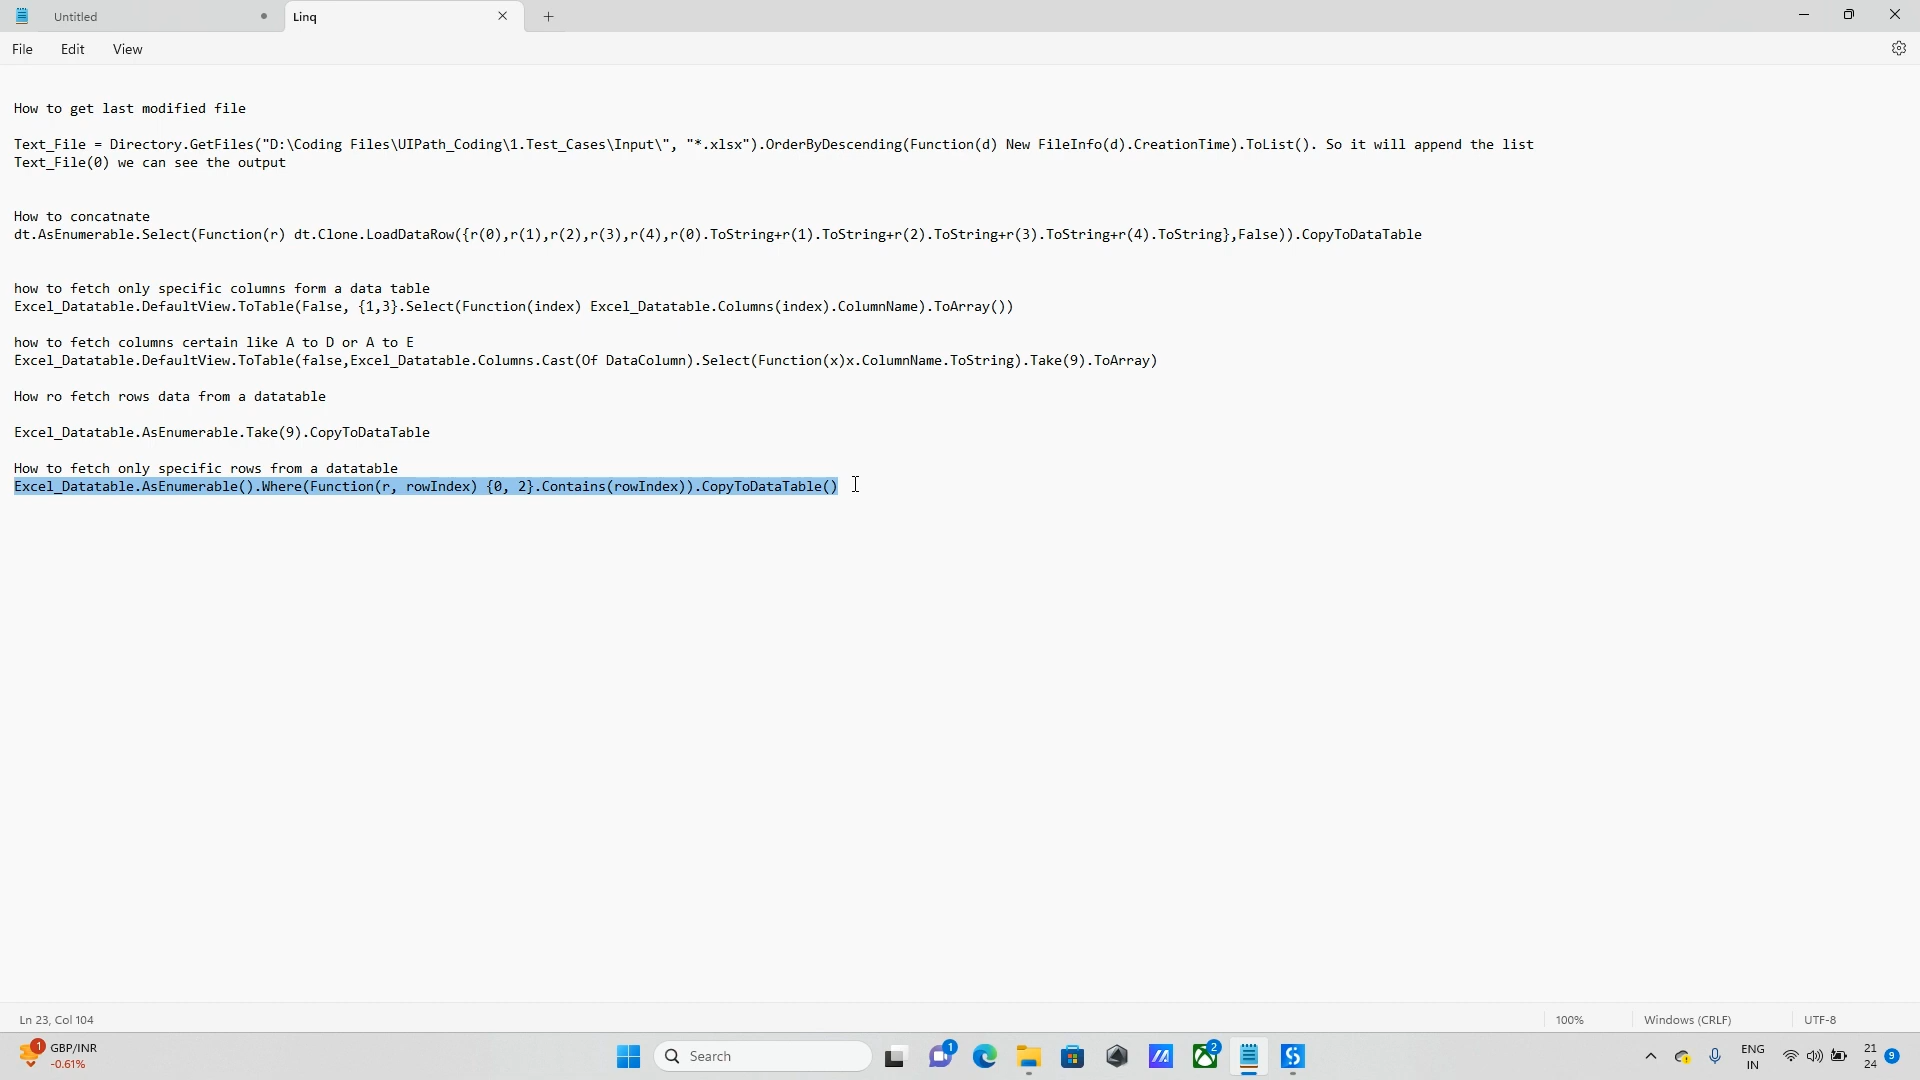 Untitled
Linq
File Edit View
How to get last modified file
Text_File = Directory.GetFiles("D:\Coding Files\UIPath_Coding\1.Test_Cases\Input\", "*.xlsx").OrderByDescending(Function(d) New FileInfo(d).CreationTime).ToList(). So it will append the list
Text_File(0) we can see the output
How to concatnate
dt.AsEnumerable.Select(Function(r) dt.Clone.LoadDataRow({r(0),r(1),r(2),r(3),r(4),r(0).ToString+r(1).ToString+r(2).ToString+r(3).ToString+r(4).ToString},False)).CopyToDataTable
how to fetch only specific columns form a data table
Excel_Datatable.DefaultView.ToTable(False, {1,3}.Select(Function(index) Excel_Datatable.Columns(index).ColumnName).ToArray())
how to fetch columns certain like A to D or A to E
Excel_Datatable.DefaultView.ToTable(false,Excel_Datatable.Columns.Cast(Of DataColumn).Select(Function(x)x.ColumnName.ToString).Take(9).ToArray)
How ro fetch rows data from a datatable
Excel_Datatable.AsEnumerable.Take(9).CopyToDataTable
How to fetch only specific rows from a datatable
Excel_Datatable.AsEnumerable().Where(Function(r, rowIndex) {0, 2}.Contains(rowIndex)).CopyToDataTable()
Ln 23, Col 104
100%
Windows (CRLF)
UTF-8
1
GBP/INR
-0.61%
Search
1
2
ENG
IN
21
24
9